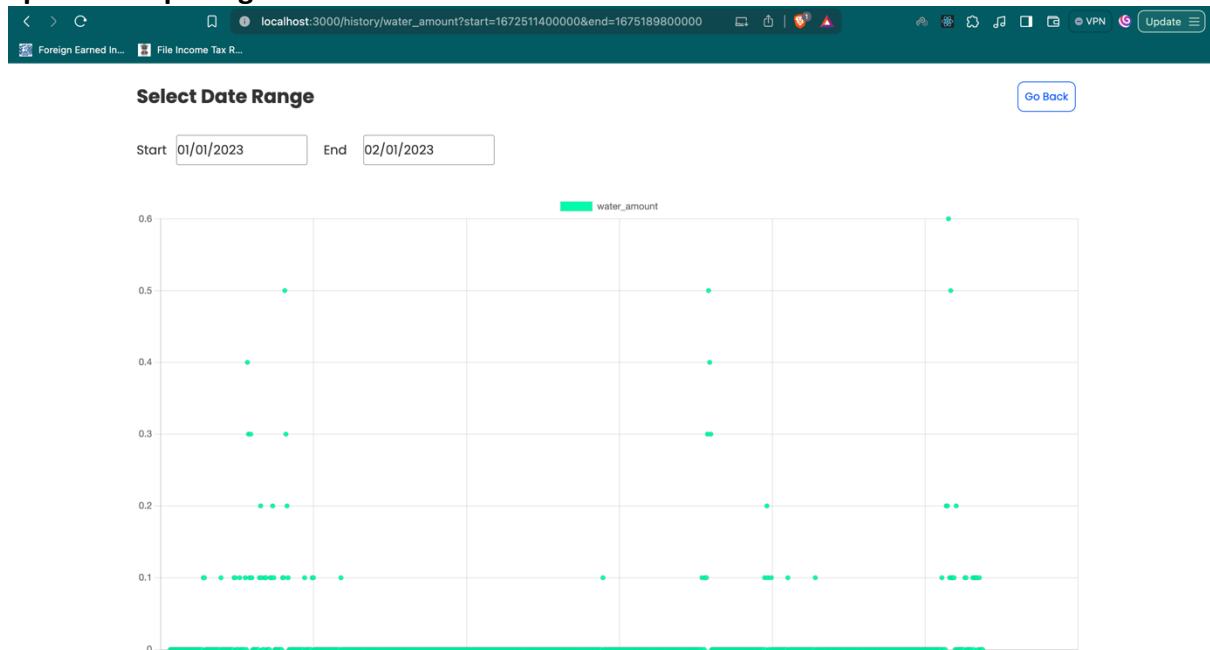 localhost:3000/history/water_amount?start=1672511400000&end=1675189800000
1
VPN
Update
Foreign Earned In...
File Income Tax R...
Select Date Range
Go Back
Start 01/01/2023 End 02/01/2023
water_amount
0.6
0.5
0.4
0.3
0.2
0.1
0